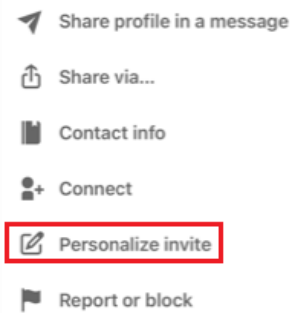 Share profile in a message
Share via...
Contact info
Connect
Personalize invite
Report or block